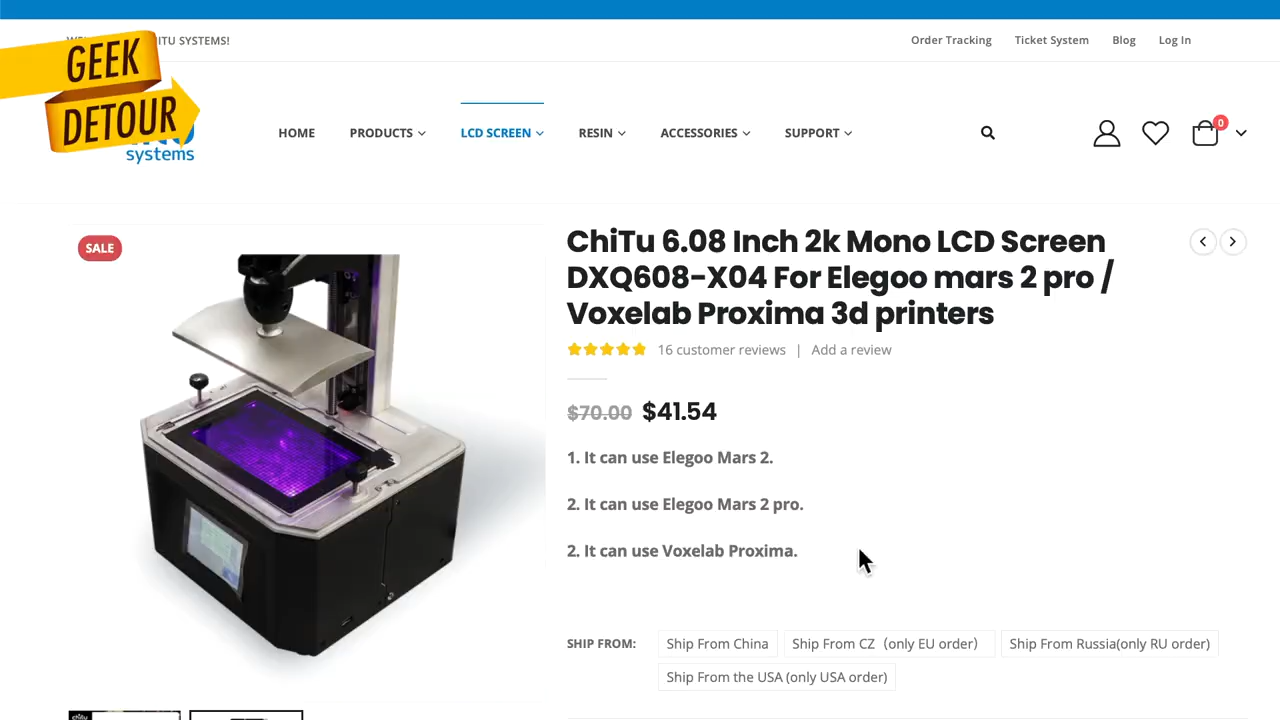 ITU SYSTEMS!
Order Tracking
Ticket System
Blog
Log In
GEEK
DETOUR
systems
HOME
PRODUCTS
LCD SCREEN
RESIN
ACCESSORIES
SUPPORT
0
SALE
ChiTu 6.08 Inch 2k Mono LCD Screen
DXQ608-X04 For Elegoo mars 2 pro /
Voxelab Proxima 3d printers
16 customer reviews | Add a review
$70.00 $41.54
1. It can use Elegoo Mars 2.
2. It can use Elegoo Mars 2 pro.
2. It can use Voxelab Proxima.
SHIP FROM:
Ship From China
Ship From CZ（only EU order）
Ship From Russia(only RU order)
Ship From the USA (only USA order)